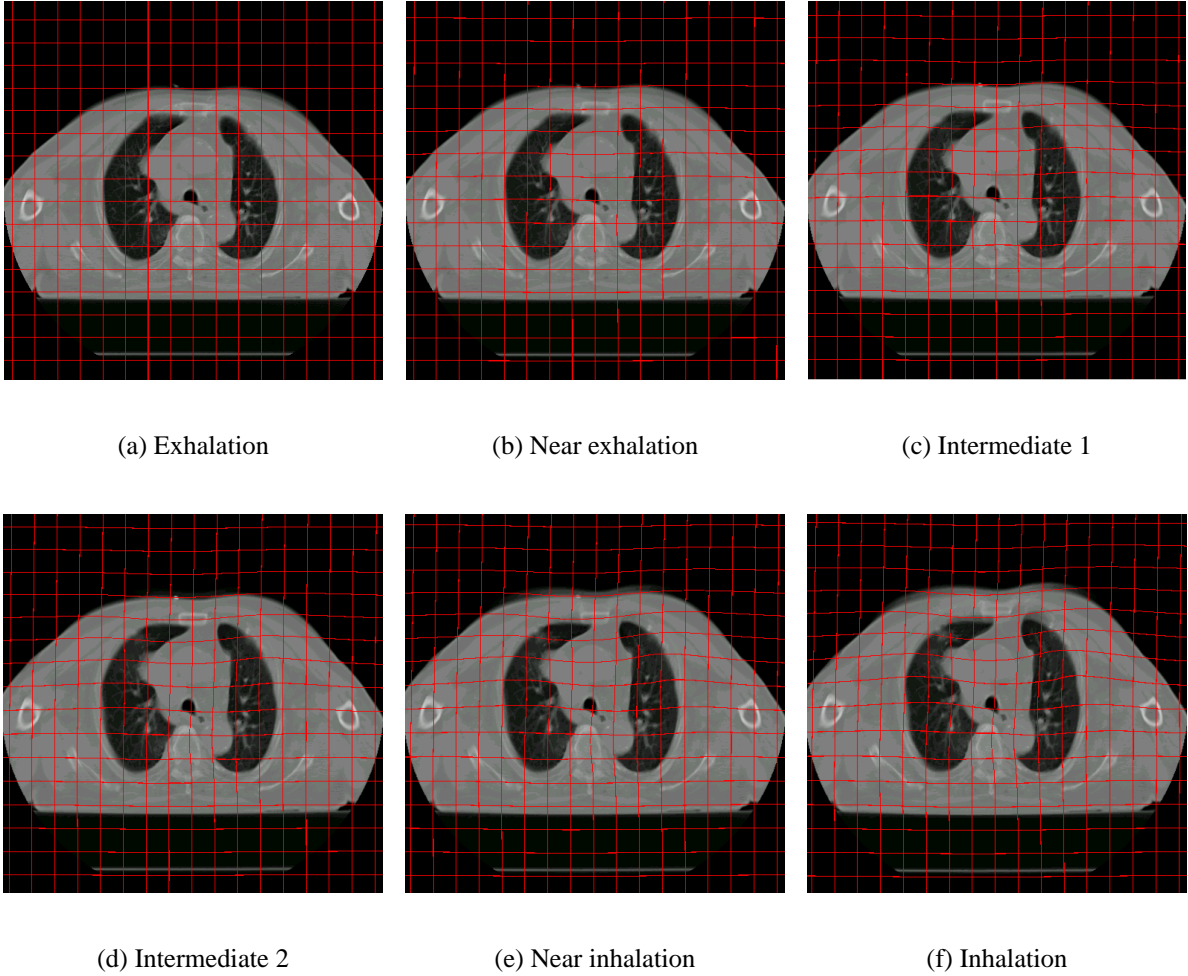 (a) Exhalation
(b) Near exhalation
(c) Intermediate 1
(d) Intermediate 2
(e) Near inhalation
(f) Inhalation